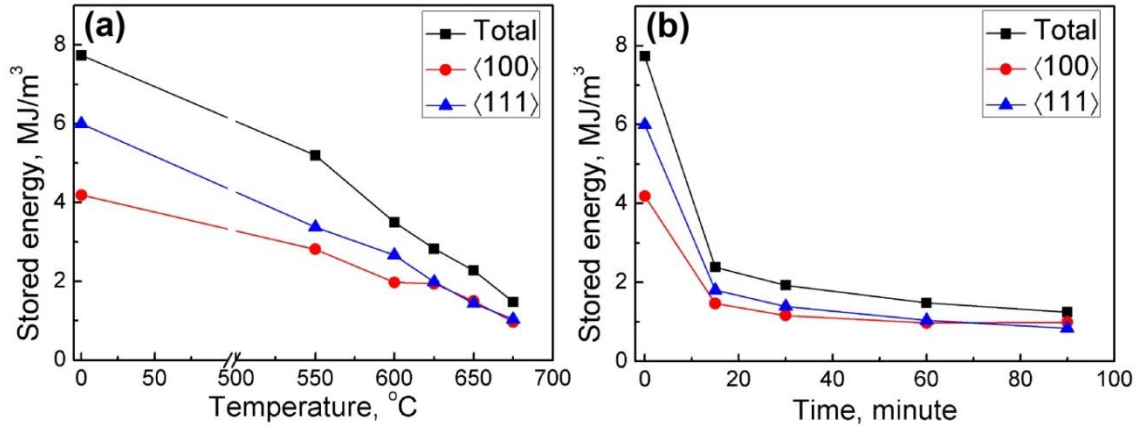 (a)
Total
⟨100⟩
⟨111⟩
Stored energy, MJ/m³
8
6
4
2
0
0 50 500 550 600 650 700
Temperature, °C
(b)
Total
⟨100⟩
⟨111⟩
Stored energy, MJ/m³
8
6
4
2
0
0 20 40 60 80 100
Time, minute